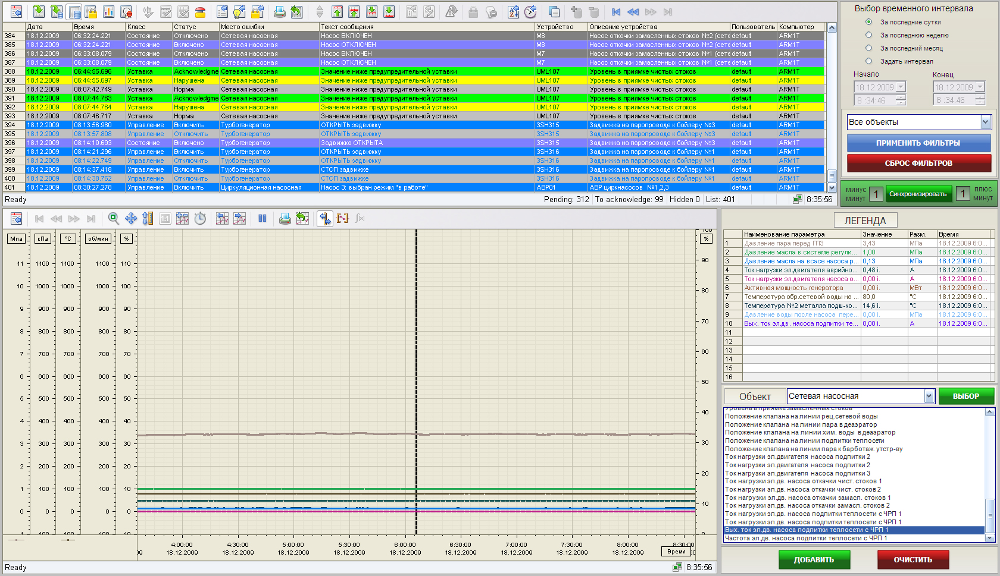 Дата Время Класс Статус Место ошибки Текст сообщения Устройство Описание устройства Пользователь Компьютер
384 18.12.2009 06:32:24.221 Состояние Отключено Сетевая насосная Насос ВКЛЮЧЕН M8 Насос откачки замасленных стоков №2 (сете default ARM1T
385 18.12.2009 06:32:24.221 Состояние Включено Сетевая насосная Насос ОТКЛЮЧЕН M8 Насос откачки замасленных стоков №2 (сете default ARM1T
386 18.12.2009 06:33:08.079 Состояние Отключено Сетевая насосная Насос ВКЛЮЧЕН M7 Насос откачки замасленных стоков №1 (сете default ARM1T
387 18.12.2009 06:33:08.079 Состояние Включено Сетевая насосная Насос ОТКЛЮЧЕН M7 Насос откачки замасленных стоков №1 (сете default ARM1T
388 18.12.2009 06:44:55.696 Уставка Acknowledgme Сетевая насосная Значение ниже предупредительной уставки UML107 Уровень в приямке чистых стоков default ARM1T
389 18.12.2009 06:44:55.697 Уставка Нарушена Сетевая насосная Значение ниже предупредительной уставки UML107 Уровень в приямке чистых стоков default ARM1T
390 18.12.2009 08:07:42.749 Уставка Норма Сетевая насосная Значение ниже предупредительной уставки UML107 Уровень в приямке чистых стоков default ARM1T
391 18.12.2009 08:07:44.763 Уставка Acknowledgme Сетевая насосная Значение ниже предупредительной уставки UML107 Уровень в приямке чистых стоков default ARM1T
392 18.12.2009 08:07:44.764 Уставка Нарушена Сетевая насосная Значение ниже предупредительной уставки UML107 Уровень в приямке чистых стоков default ARM1T
393 18.12.2009 08:07:46.717 Уставка Норма Сетевая насосная Значение ниже предупредительной уставки UML107 Уровень в приямке чистых стоков default ARM1T
394 18.12.2009 08:13:56.980 Управление Включить Турбогенератор ОТКРЫТЬ задвижку 3SH315 Задвижка на паропроводе к бойлеру №3 default ARM1T
395 18.12.2009 08:13:57.808 Управление Отключить Турбогенератор ОТКРЫТЬ задвижку 3SH315 Задвижка на паропроводе к бойлеру №3 default ARM1T
396 18.12.2009 08:14:10.693 Состояние Включено Турбогенератор Задвижка ОТКРЫТА 3SH315 Задвижка на паропроводе к бойлеру №3 default ARM1T
397 18.12.2009 08:14:21.296 Управление Включить Турбогенератор ОТКРЫТЬ задвижку 3SH316 Задвижка на паропроводе к бойлеру №1 default ARM1T
398 18.12.2009 08:14:22.749 Управление Отключить Турбогенератор ОТКРЫТЬ задвижку 3SH316 Задвижка на паропроводе к бойлеру №1 default ARM1T
399 18.12.2009 08:14:37.418 Управление Включить Турбогенератор СТОП задвижке 3SH316 Задвижка на паропроводе к бойлеру №1 default ARM1T
400 18.12.2009 08:14:38.762 Управление Отключить Турбогенератор СТОП задвижке 3SH316 Задвижка на паропроводе к бойлеру №1 default ARM1T
401 18.12.2009 08:30:27.278 Управление Включить Циркуляционная насосная Насос 3: выбран режим "в работе" АВР01 АВР циркнасосов №1,2,3 default ARM1T
Ready Pending: 312 To acknowledge: 99 Hidden 0 List: 401 8:35:56
Выбор временного интервала
За последние сутки
За последнюю неделю
За последний месяц
Задать интервал
Начало Конец
18.12.2009 18.12.2009
8 :34:46 8 :34:46
Все объекты
ПРИМЕНИТЬ ФИЛЬТРЫ
СБРОС ФИЛЬТРОВ
минус минут 1 Синхронизировать 1 плюс минут
Мпа кПа °C об/мин % %
100
11 1100 1100 1100 110
90
10 1000 1000 1000 100
80
9 900 900 900 90
70
8 800 800 800 80
7 700 700 700 70
60
6 600 600 600 60
50
5 500 500 500 50
40
4 400 400 400 40
3 300 300 300 30
30
2 200 200 200 20
20
1 100 100 100 10
10
0 0 0 0 0
0
4:00:00 4:30:00 5:00:00 5:30:00 6:00:00 6:30:00 7:00:00 7:30:00 8:00:00 8:30:00
09 18.12.2009 18.12.2009 18.12.2009 18.12.2009 18.12.2009 18.12.2009 18.12.2009 18.12.2009 18.12.2009 Время
Ready 8:35:56
ЛЕГЕНДА
Наименование параметра Значение Разм. Время
1 Давление пара перед ГПЗ 3,43 МПа 18.12.2009 6:0...
2 Давление масла в системе регули... 1,00 МПа 18.12.2009 6:0...
3 Давление масла на всасе насоса р... 0,13 МПа 18.12.2009 6:0...
4 Ток нагрузки эл.двигателя аврийно... 0,48 i. А 18.12.2009 6:0...
5 Ток нагрузки эл.двигателя насоса о... 0,00 i. А 18.12.2009 6:0...
6 Активная мощность генератора 0,00 i. МВт 18.12.2009 6:0...
7 Температура обр.сетевой воды на ... 80,0 °C 18.12.2009 6:0...
8 Температура №2 металла подш-ко... 14,6 i. °C 18.12.2009 6:0...
9 Давление воды после насоса пере... 0,00 i. МПа 18.12.2009 6:0...
10 Вых. ток эл.дв. насоса подпитки те... 0,00 i. А 18.12.2009 6:0...
11
12
13
14
15
16
Объект Сетевая насосная ВЫБОР
Уровень в приямке замасленных стоков
Положение клапана на линии рец.сетевой воды
Положение клапана на линии пара в деаэратор
Положение клапана на линии хим. воды в деаэратор
Положение клапана на линии подпитки теплосети
Положение клапана на линии пара к барботаж. утстр-ву
Ток нагрузки эл.двигателя насоса подпитки 2
Ток нагрузки эл.двигателя насоса подпитки 2
Ток нагрузки эл.двигателя насоса подпитки 3
Ток нагрузки эл.дв. насоса откачки чист. стоков 1
Ток нагрузки эл.дв. насоса откачки чист. стоков 2
Ток нагрузки эл.дв. насоса откачки замасл. стоков 1
Ток нагрузки эл.дв. насоса откачки замасл. стоков 2
Ток нагрузки эл.дв. насоса подпитки теплосети с ЧРП 1
Ток нагрузки эл.дв. насоса подпитки теплосети с ЧРП 1
Вых. ток эл.дв. насоса подпитки теплосети с ЧРП 1
Частота эл.дв. насоса подпитки теплосети с ЧРП 1
ДОБАВИТЬ ОЧИСТИТЬ